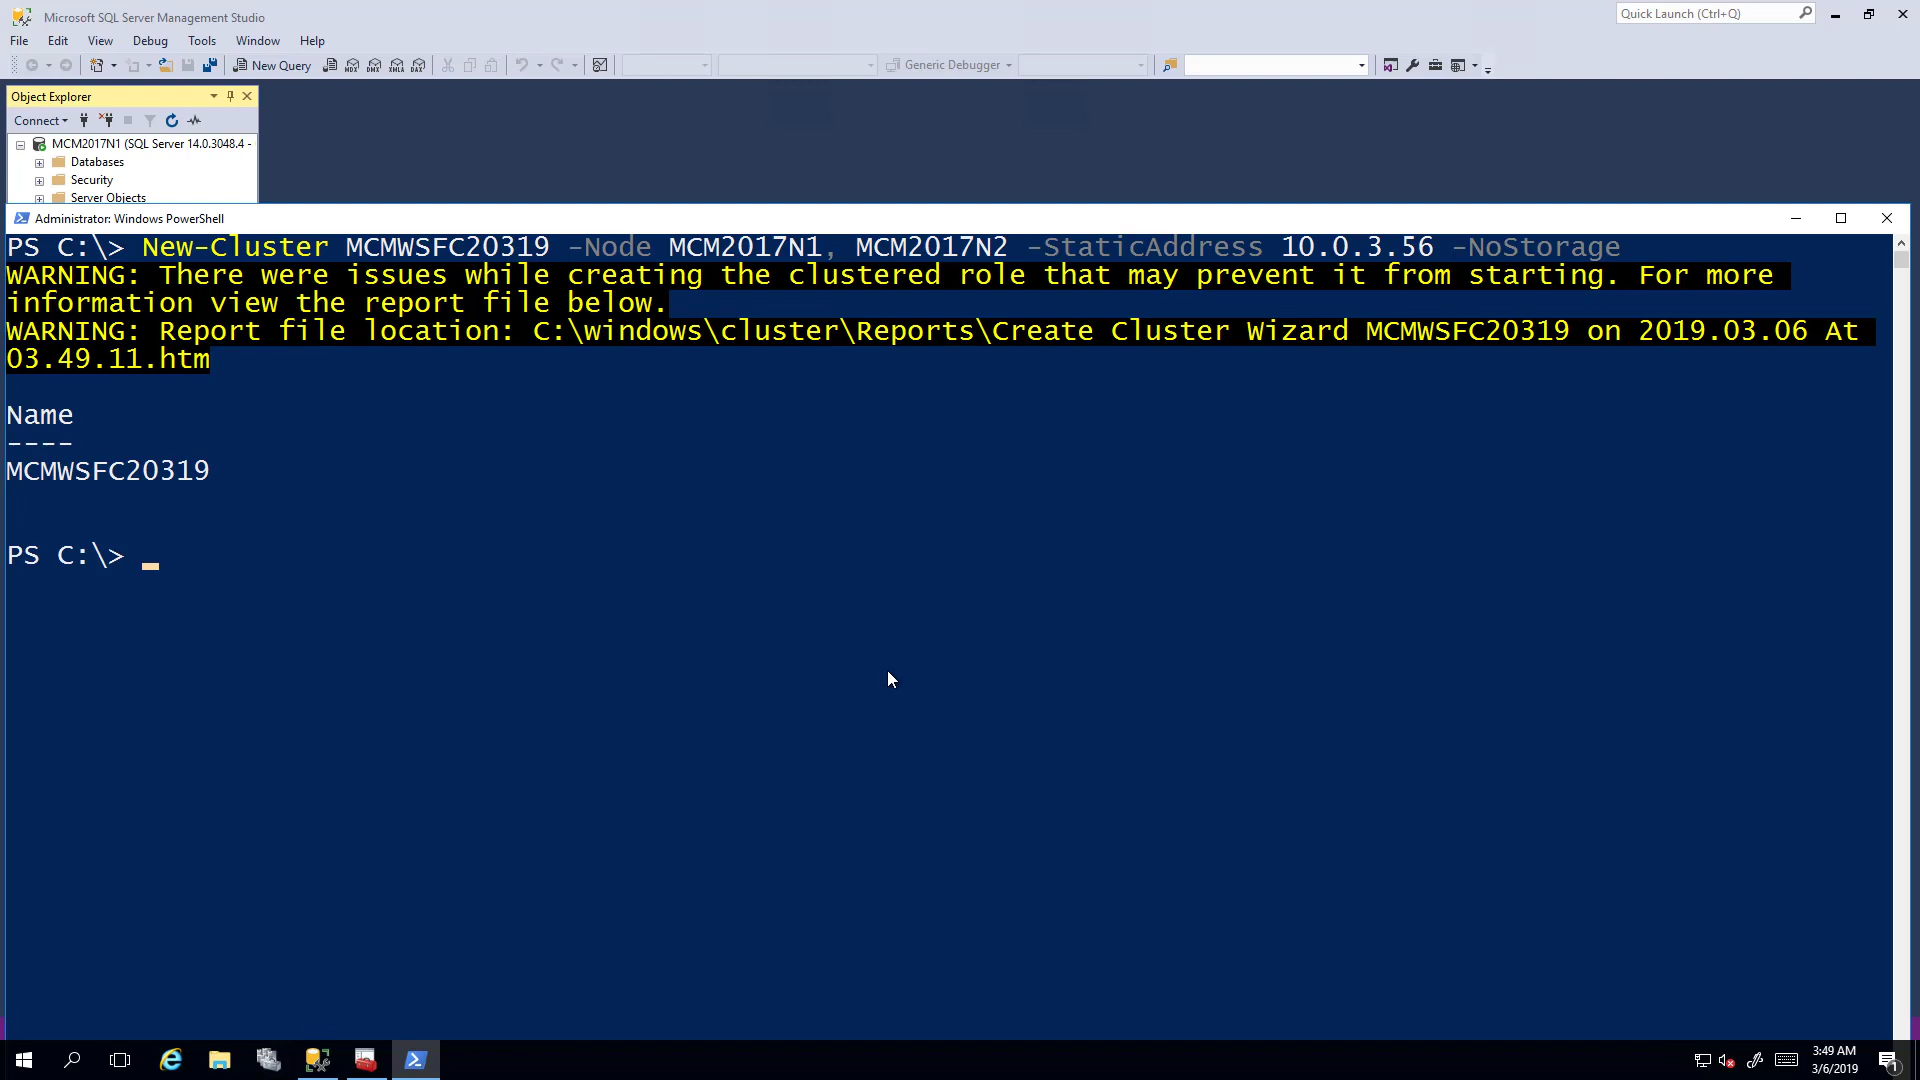 Microsoft SQL Server Management Studio
Quick Launch (Ctrl+Q)
File Edit View Debug Tools Window Help
New Query
MDX DMX XMLA DAX
Generic Debugger
Object Explorer
Connect
MCM2017N1 (SQL Server 14.0.3048.4 -
Databases
Security
Server Objects
Administrator: Windows PowerShell
PS C:\> New-Cluster MCMWSFC20319 -Node MCM2017N1, MCM2017N2 -StaticAddress 10.0.3.56 -NoStorage
WARNING: There were issues while creating the clustered role that may prevent it from starting. For more
information view the report file below.
WARNING: Report file location: C:\windows\cluster\Reports\Create Cluster Wizard MCMWSFC20319 on 2019.03.06 At
03.49.11.htm
Name
----
MCMWSFC20319
PS C:\>
3:49 AM
3/6/2019
1